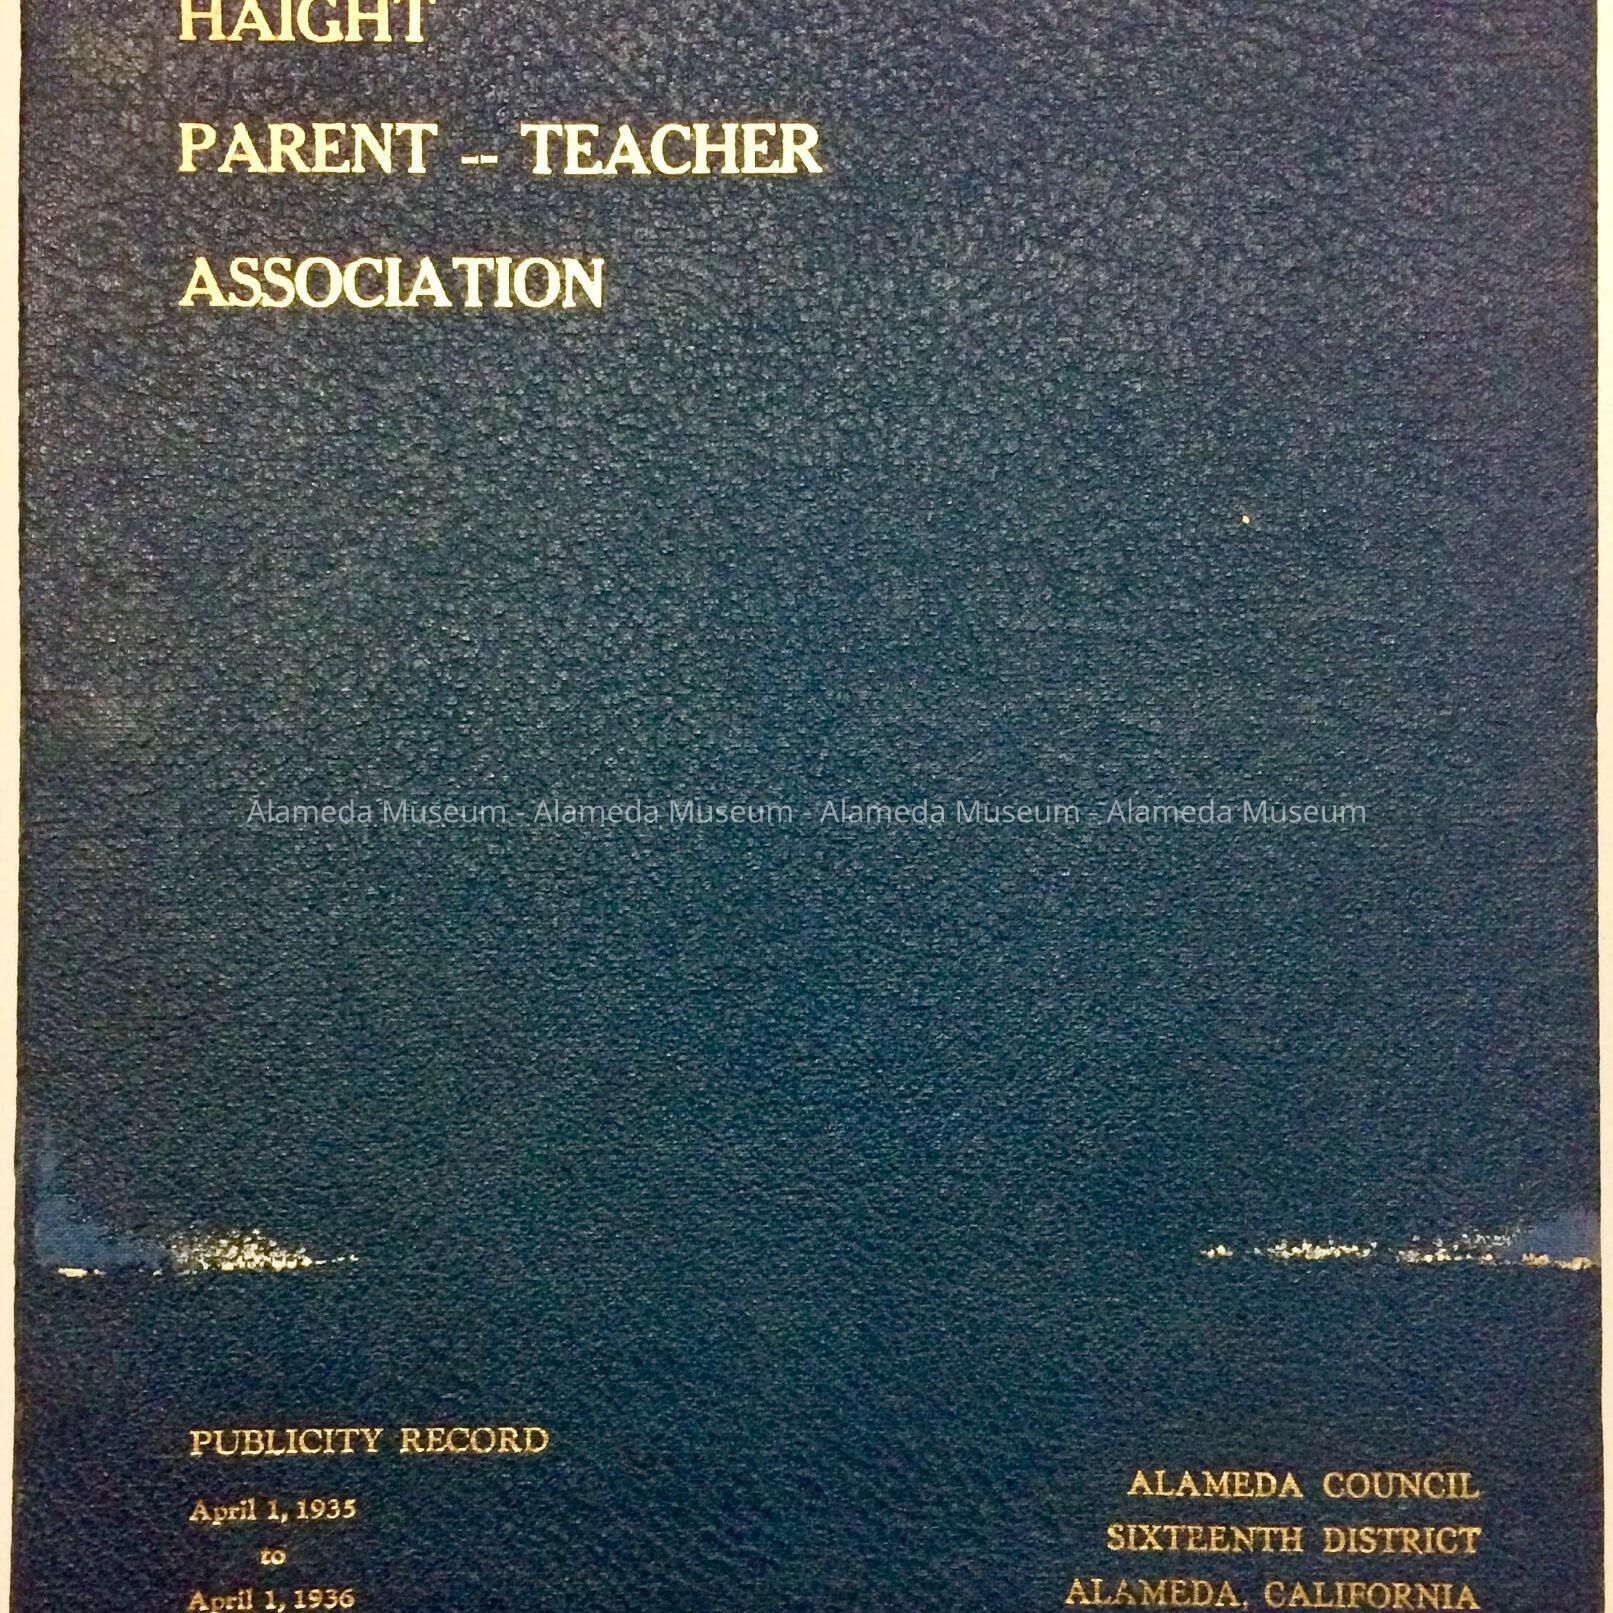 HAIGHT
PARENT -- TEACHER
ASSOCIATION
Alameda Museum - Alameda Museum - Alameda Museum - Alameda Museum
PUBLICITY RECORD
April 1, 1935
to
April 1, 1936
ALAMEDA COUNCIL
SIXTEENTH DISTRICT
ALAMEDA, CALIFORNIA